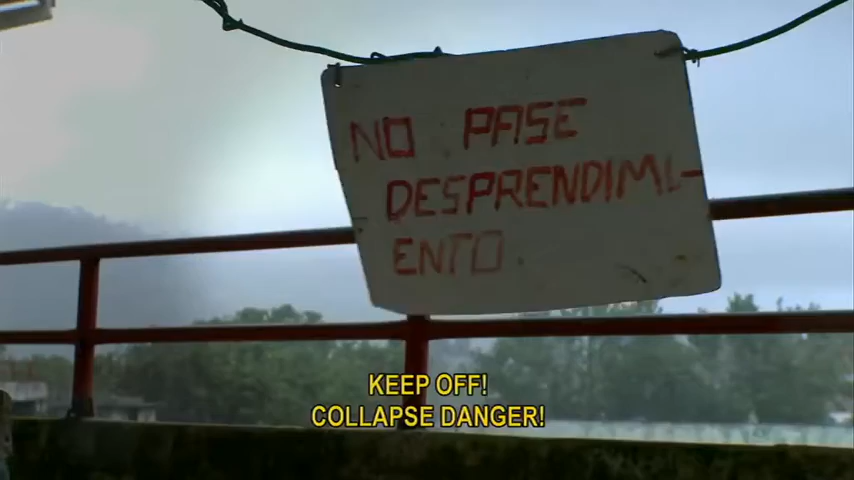 NO PASE
DESPRENDIMI-
ENTO
KEEP OFF!
COLLAPSE DANGER!